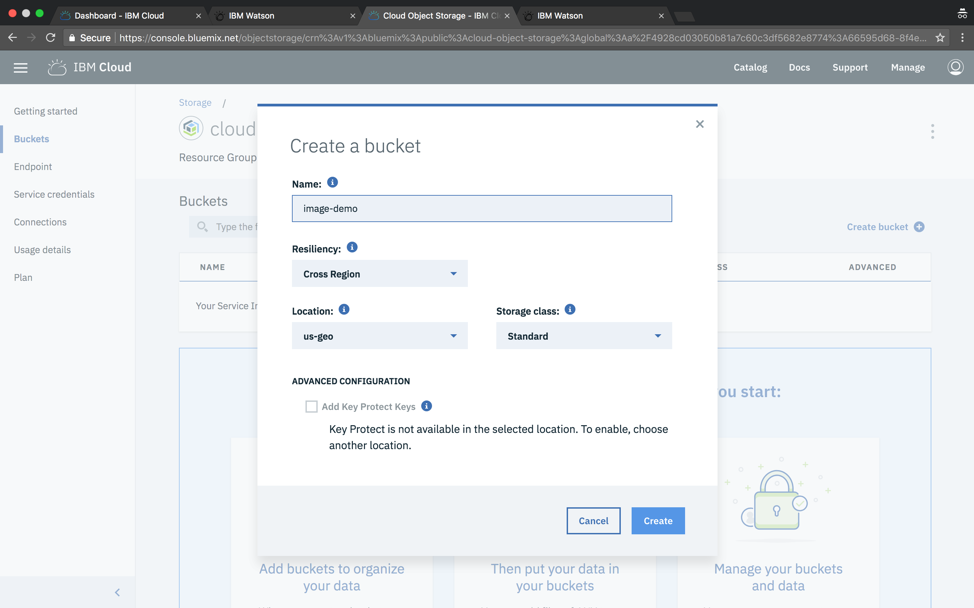 Dashboard - IBM Cloud
IBM Watson
Cloud Object Storage - IBM Cl
IBM Watson
Secure
https://console.bluemix.net/objectstorage/crn%3Av1%3Abluemix%3Apublic%3Acloud-object-storage%3Aglobal%3Aa%2F4928cd03050b81a7c60c3df5682e8774%3A66595d68-8f4e...
IBM Cloud
Catalog
Docs
Support
Manage
Getting started
Buckets
Endpoint
Service credentials
Connections
Usage details
Plan
Storage /
cloud
Resource Group
Buckets
Type the f
Create bucket
NAME
SS
ADVANCED
Your Service In
ou start:
Create a bucket
Name:
image-demo
Resiliency:
Cross Region
Location:
Storage class:
us-geo
Standard
ADVANCED CONFIGURATION
Add Key Protect Keys
Key Protect is not available in the selected location. To enable, choose
another location.
Cancel
Create
Add buckets to organize
your data
Then put your data in
your buckets
Manage your buckets
and data